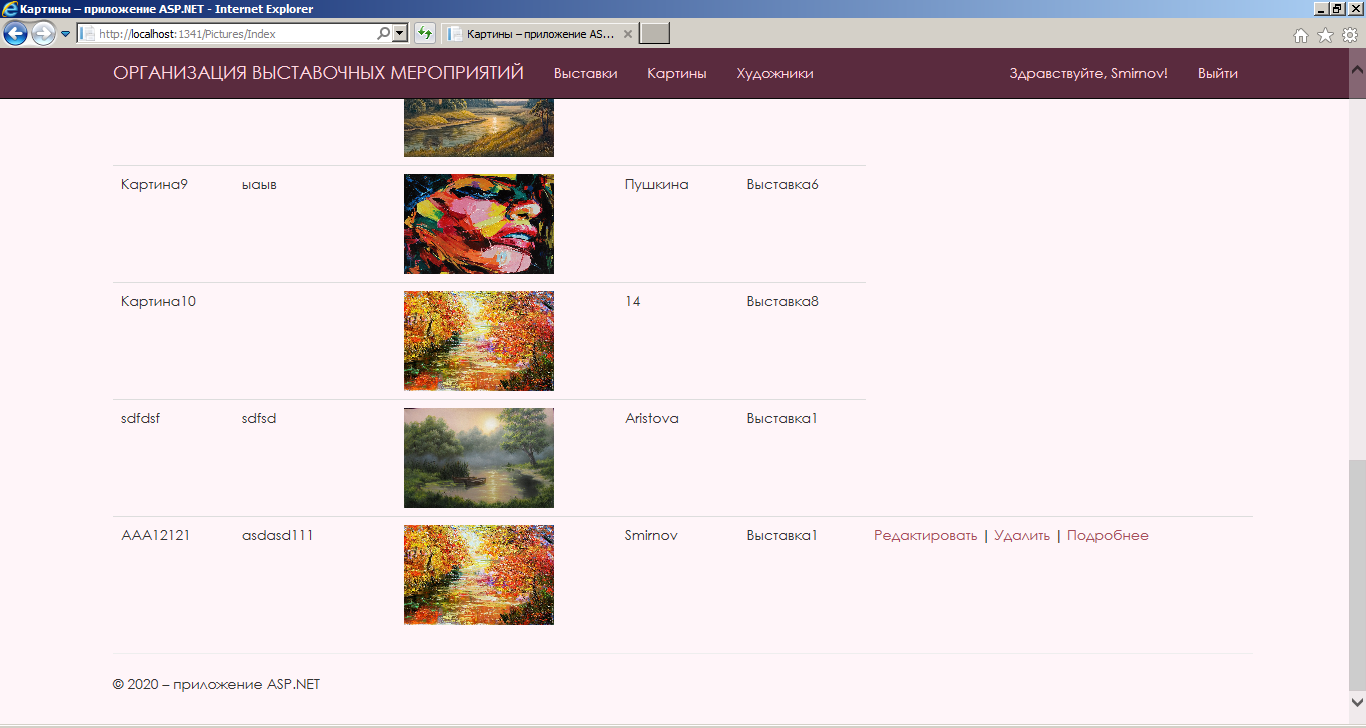 Картины – приложение ASP.NET - Internet Explorer
http://localhost:1341/Pictures/Index
Картины – приложение AS...
ОРГАНИЗАЦИЯ ВЫСТАВОЧНЫХ МЕРОПРИЯТИЙ Выставки Картины Художники Здравствуйте, Smirnov! Выйти
Картина9 ыаыв Пушкина Выставка6
Картина10 14 Выставка8
sdfdsf sdfsd Aristova Выставка1
AAA12121 asdasd111 Smirnov Выставка1 Редактировать | Удалить | Подробнее
© 2020 – приложение ASP.NET